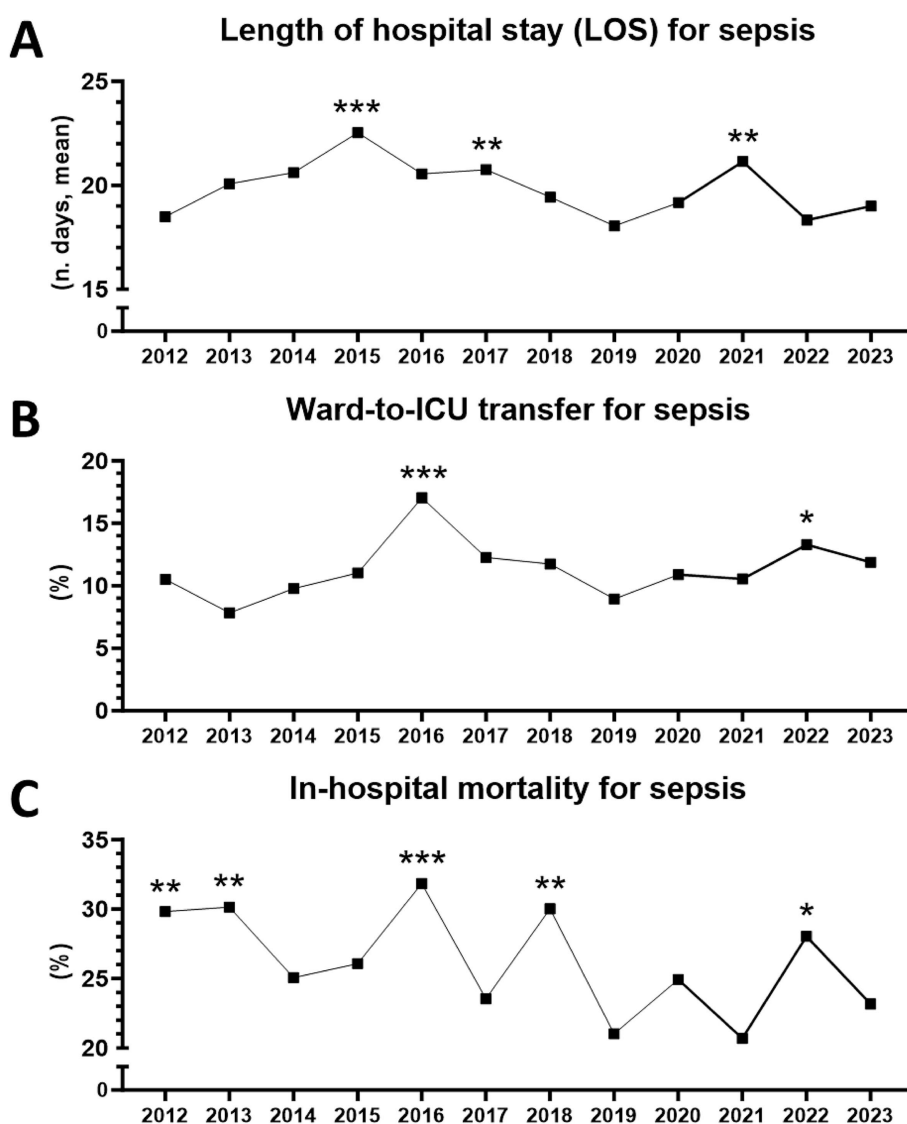 A
Length of hospital stay (LOS) for sepsis
(n. days, mean)
25
20
15
0
***
**
**
2012 2013 2014 2015 2016 2017 2018 2019 2020 2021 2022 2023
B
Ward-to-ICU transfer for sepsis
(%)
20
15
10
5
0
***
*
2012 2013 2014 2015 2016 2017 2018 2019 2020 2021 2022 2023
C
In-hospital mortality for sepsis
(%)
35
30
25
20
0
**
**
***
**
*
2012 2013 2014 2015 2016 2017 2018 2019 2020 2021 2022 2023